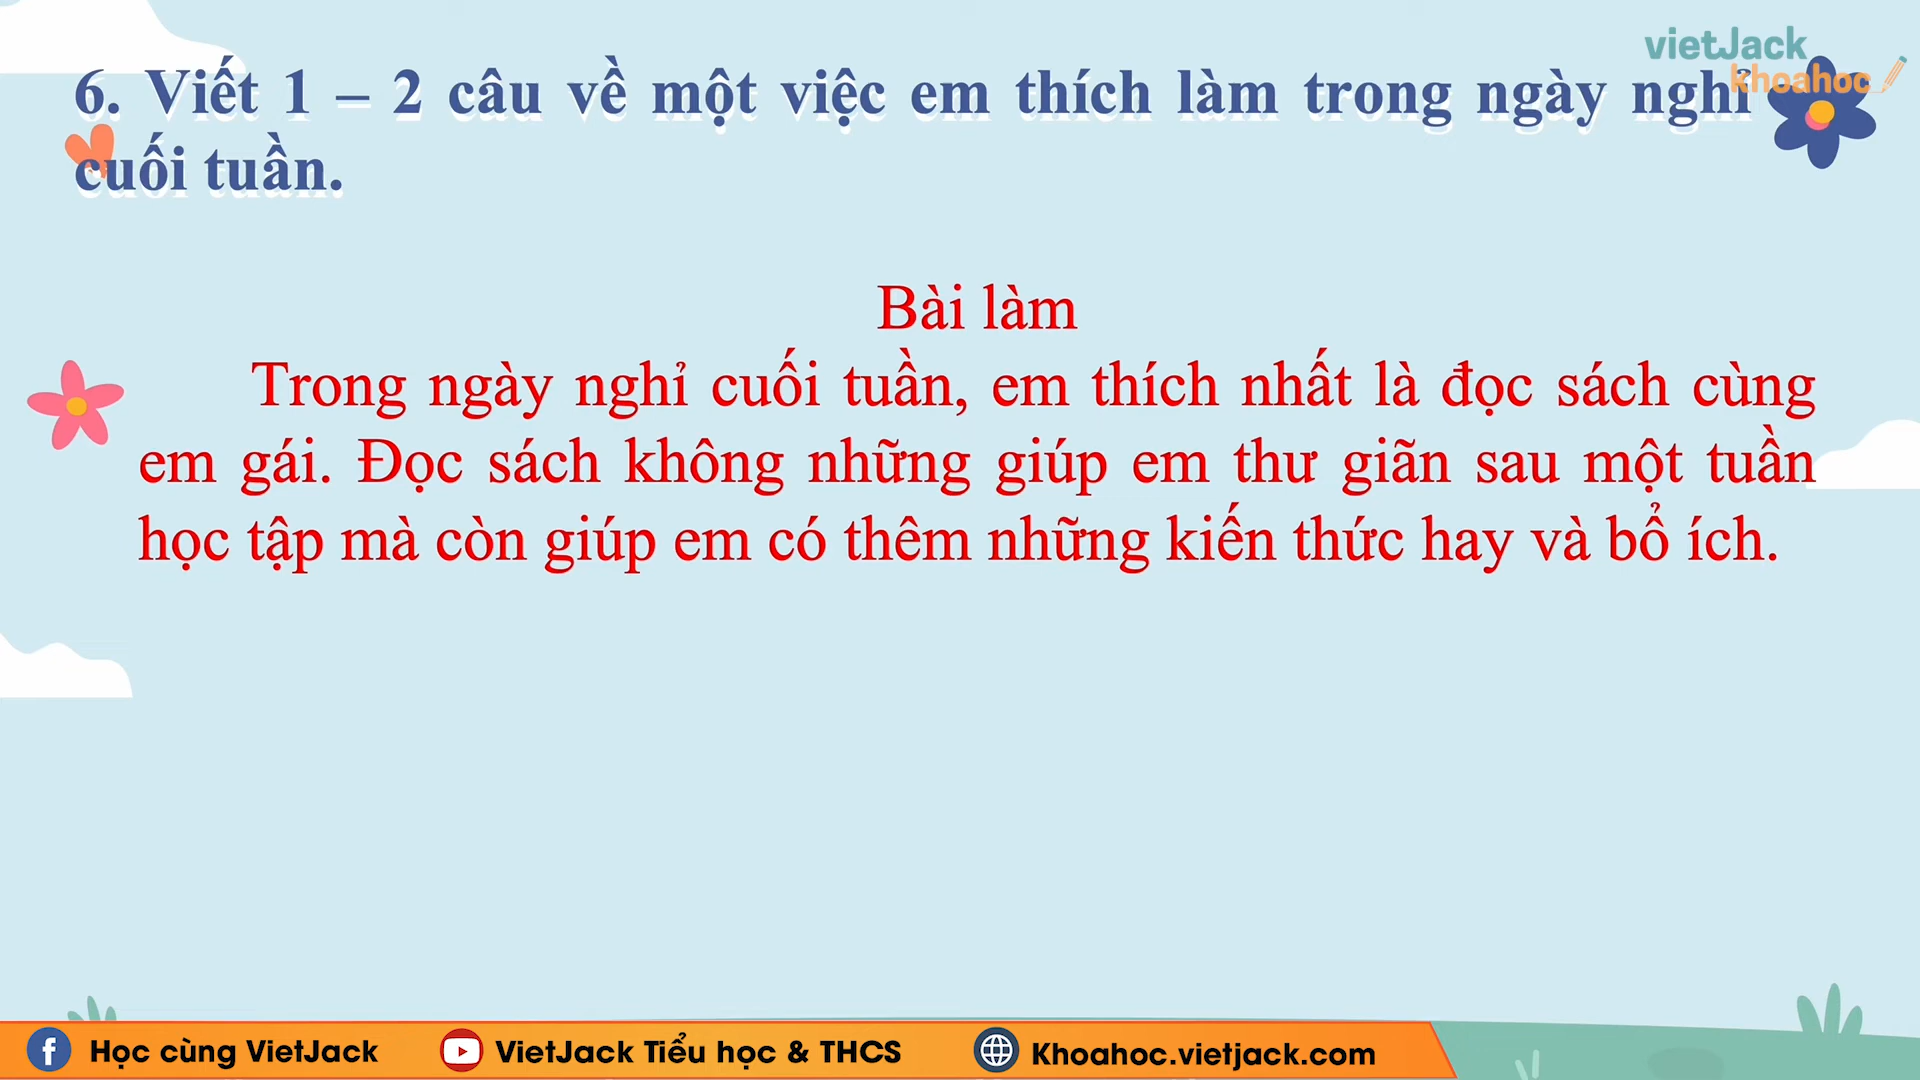 vietJack
khoahoc
6. Viết 1 – 2 câu về một việc em thích làm trong ngày nghỉ
cuối tuần.
Bài làm
Trong ngày nghỉ cuối tuần, em thích nhất là đọc sách cùng
em gái. Đọc sách không những giúp em thư giãn sau một tuần
học tập mà còn giúp em có thêm những kiến thức hay và bổ ích.
Học cùng VietJack
VietJack Tiểu học & THCS
Khoahoc.vietjack.com